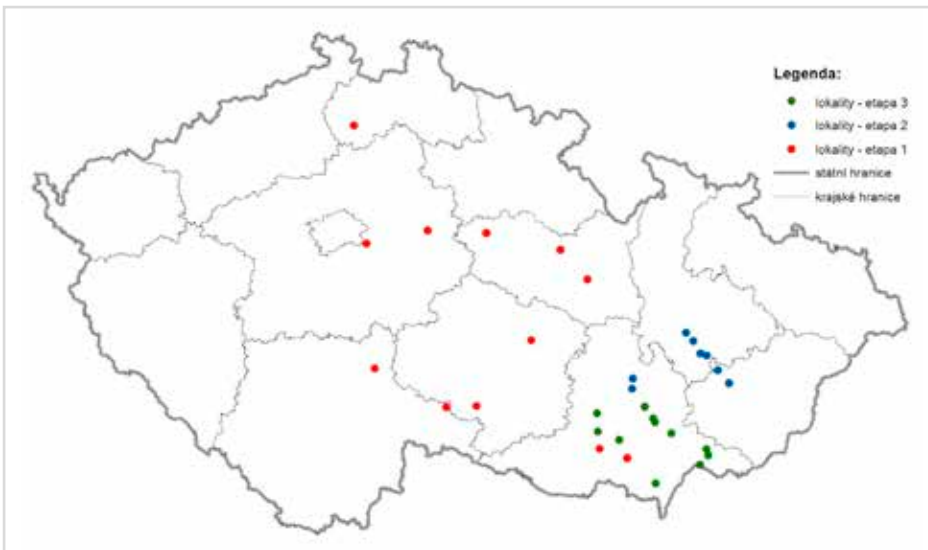 Legenda:
lokality - etapa 3
lokality - etapa 2
lokality - etapa 1
státní hranice
krajské hranice